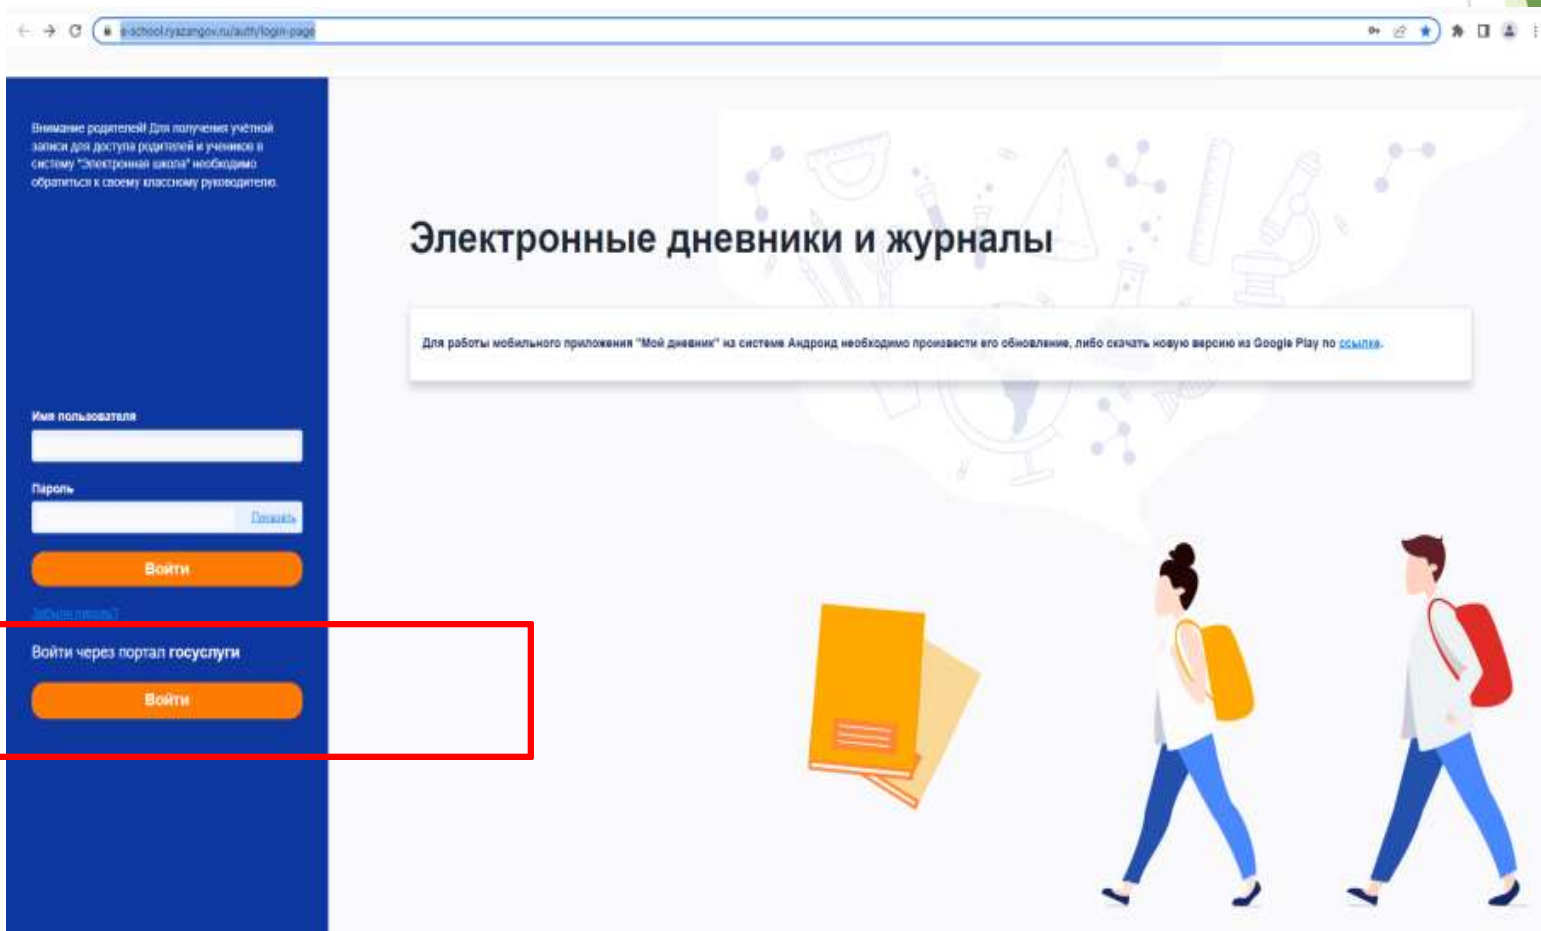 e-school.ryazangov.ru/auth/login-page
Внимание родителей! Для получения учётной
записи для доступа родителей и учеников в
систему "Электронная школа" необходимо
обратиться к своему классному руководителю.
Электронные дневники и журналы
Для работы мобильного приложения "Мой дневник" на системе Андроид необходимо произвести его обновление, либо скачать новую версию из Google Play по ссылке.
Имя пользователя
Пароль
Показать
Войти
Забыли пароль?
Войти через портал госуслуги
Войти